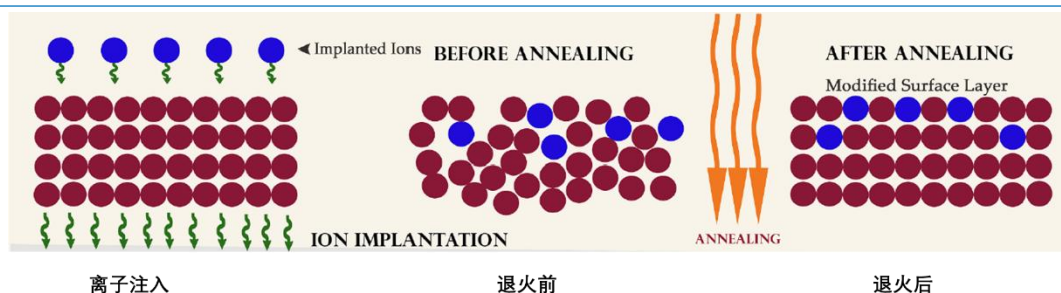 Implanted Ions
BEFORE ANNEALING
AFTER ANNEALING
Modified Surface Layer
ION IMPLANTATION
ANNEALING
离子注入
退火前
退火后